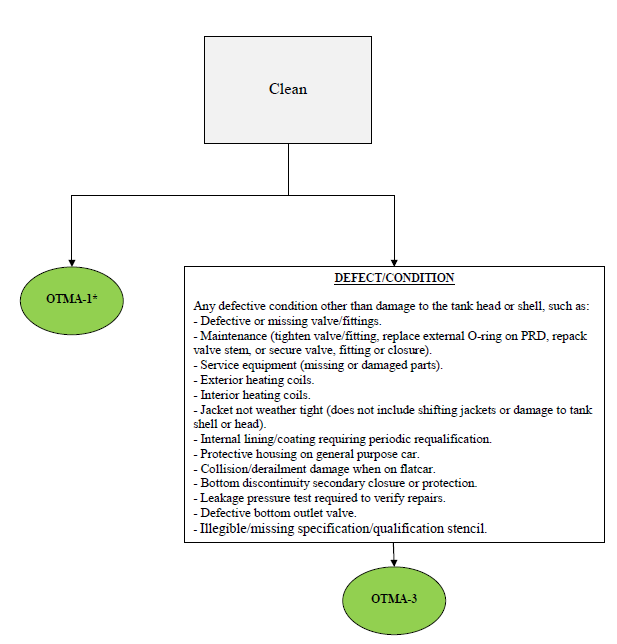 Clean
OTMA-1*
DEFECT/CONDITION
Any defective condition other than damage to the tank head or shell, such as:
- Defective or missing valve/fittings.
- Maintenance (tighten valve/fitting, replace external O-ring on PRD, repack
valve stem, or secure valve, fitting or closure).
- Service equipment (missing or damaged parts).
- Exterior heating coils.
- Interior heating coils.
- Jacket not weather tight (does not include shifting jackets or damage to tank
shell or head).
- Internal lining/coating requiring periodic requalification.
- Protective housing on general purpose car.
- Collision/derailment damage when on flatcar.
- Bottom discontinuity secondary closure or protection.
- Leakage pressure test required to verify repairs.
- Defective bottom outlet valve.
- Illegible/missing specification/qualification stencil.
OTMA-3